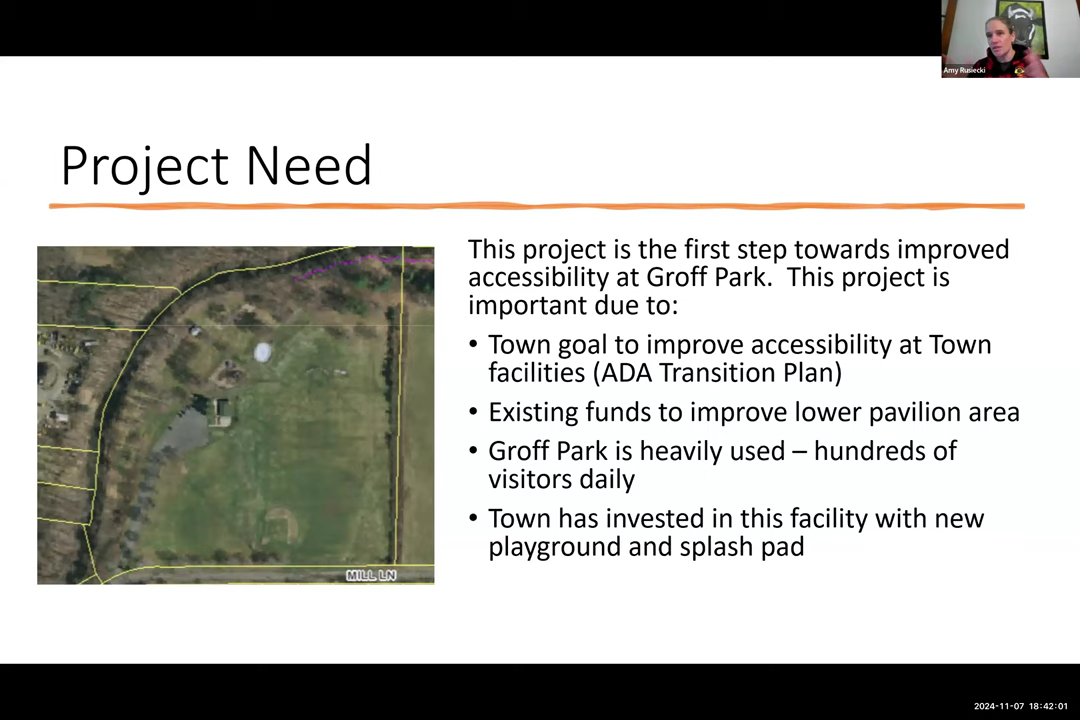 Amy Rusiecki
Project Need
This project is the first step towards improved
accessibility at Groff Park.  This project is
important due to:
• Town goal to improve accessibility at Town
facilities (ADA Transition Plan)
• Existing funds to improve lower pavilion area
• Groff Park is heavily used – hundreds of
visitors daily
• Town has invested in this facility with new
playground and splash pad
MILL LN
2024-11-07 18:42:01